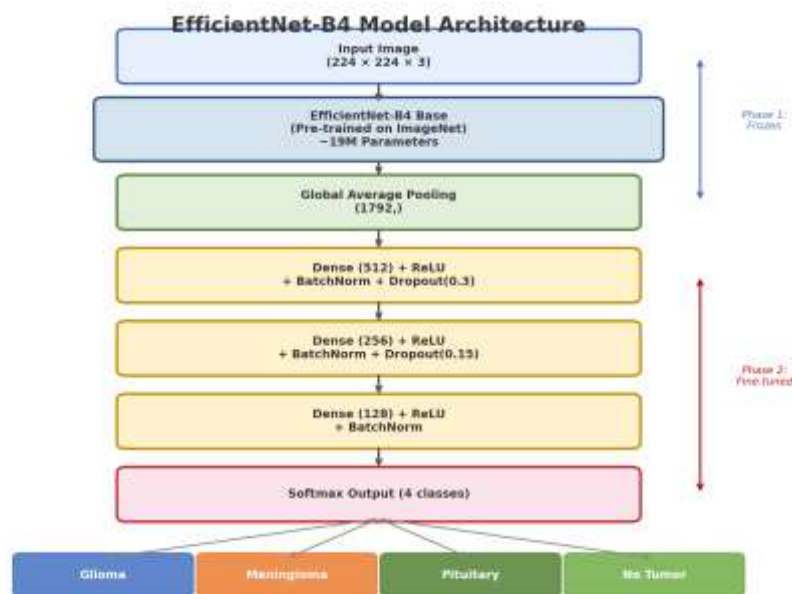 EfficientNet-B4 Model Architecture
Input Image
(224 × 224 × 3)
EfficientNet-B4 Base
(Pre-trained on ImageNet)
~19M Parameters
Phase 1:
Frozen
Global Average Pooling
(1792,)
Dense (512) + ReLU
+ BatchNorm + Dropout(0.3)
Dense (256) + ReLU
+ BatchNorm + Dropout(0.15)
Phase 2:
Fine-tuned
Dense (128) + ReLU
+ BatchNorm
Softmax Output (4 classes)
Glioma
Meningioma
Pituitary
No Tumor